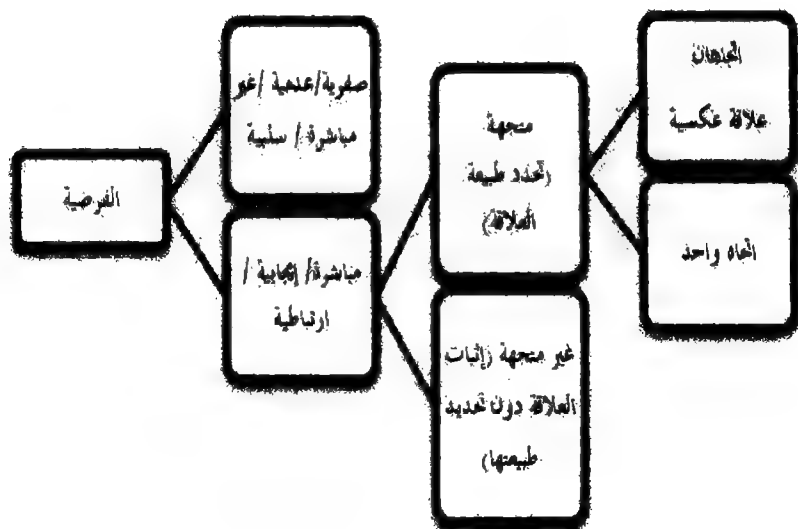 الفرضية
صفرية/عدمية/غير
مباشرة/ سلبية
مباشرة/ إيجابية /
ارتباطية
متجهة
(تحدد طبيعة
العلاقة)
غير متجهة (إثبات
العلاقة دون تحديد
طبيعتها)
اتجاهان
علاقة عكسية
اتجاه واحد